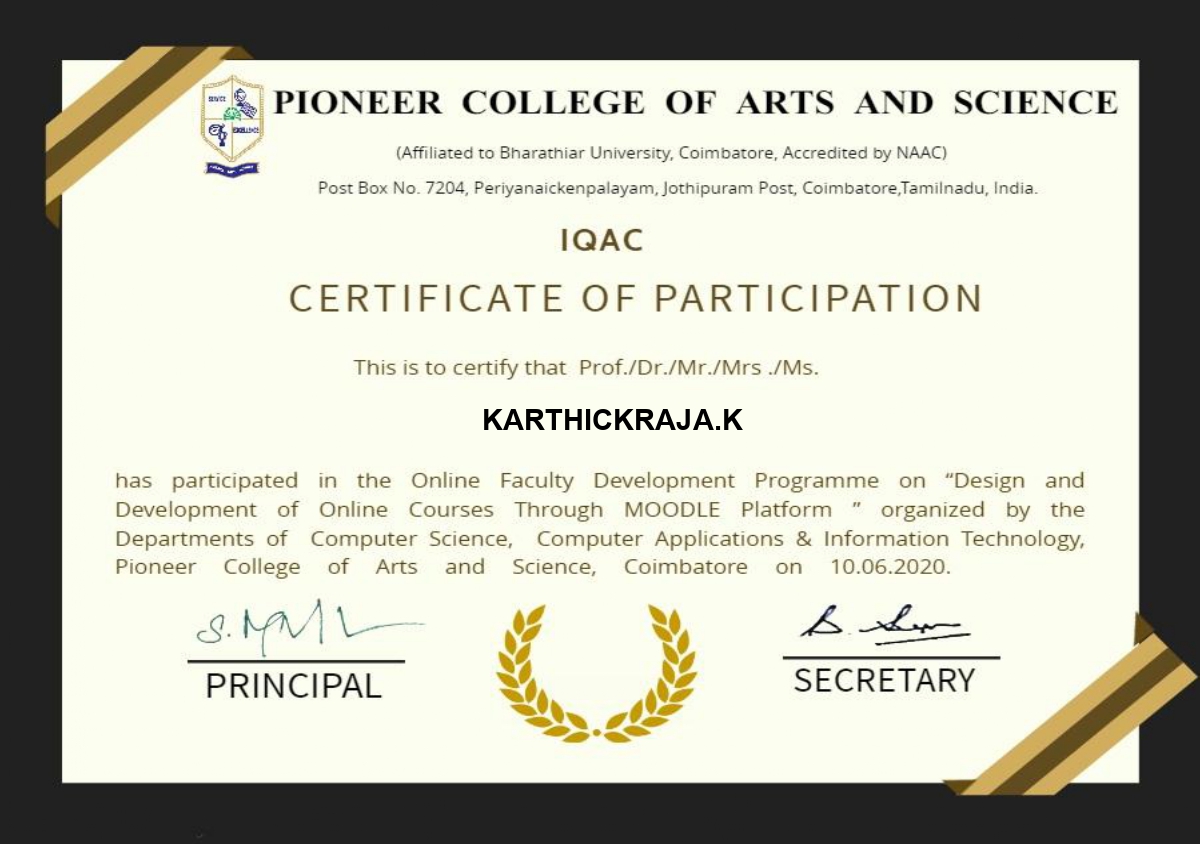 SERVICE
EXCELLENCE
PIONEER COLLEGE OF ARTS AND SCIENCE
(Affiliated to Bharathiar University, Coimbatore, Accredited by NAAC)
Post Box No. 7204, Periyanaickenpalayam, Jothipuram Post, Coimbatore,Tamilnadu, India.
IQAC
CERTIFICATE OF PARTICIPATION
This is to certify that Prof./Dr./Mr./Mrs ./Ms.
KARTHICKRAJA.K
has participated in the Online Faculty Development Programme on “Design and
Development of Online Courses Through MOODLE Platform ” organized by the
Departments of Computer Science, Computer Applications & Information Technology,
Pioneer College of Arts and Science, Coimbatore on 10.06.2020.
PRINCIPAL
SECRETARY